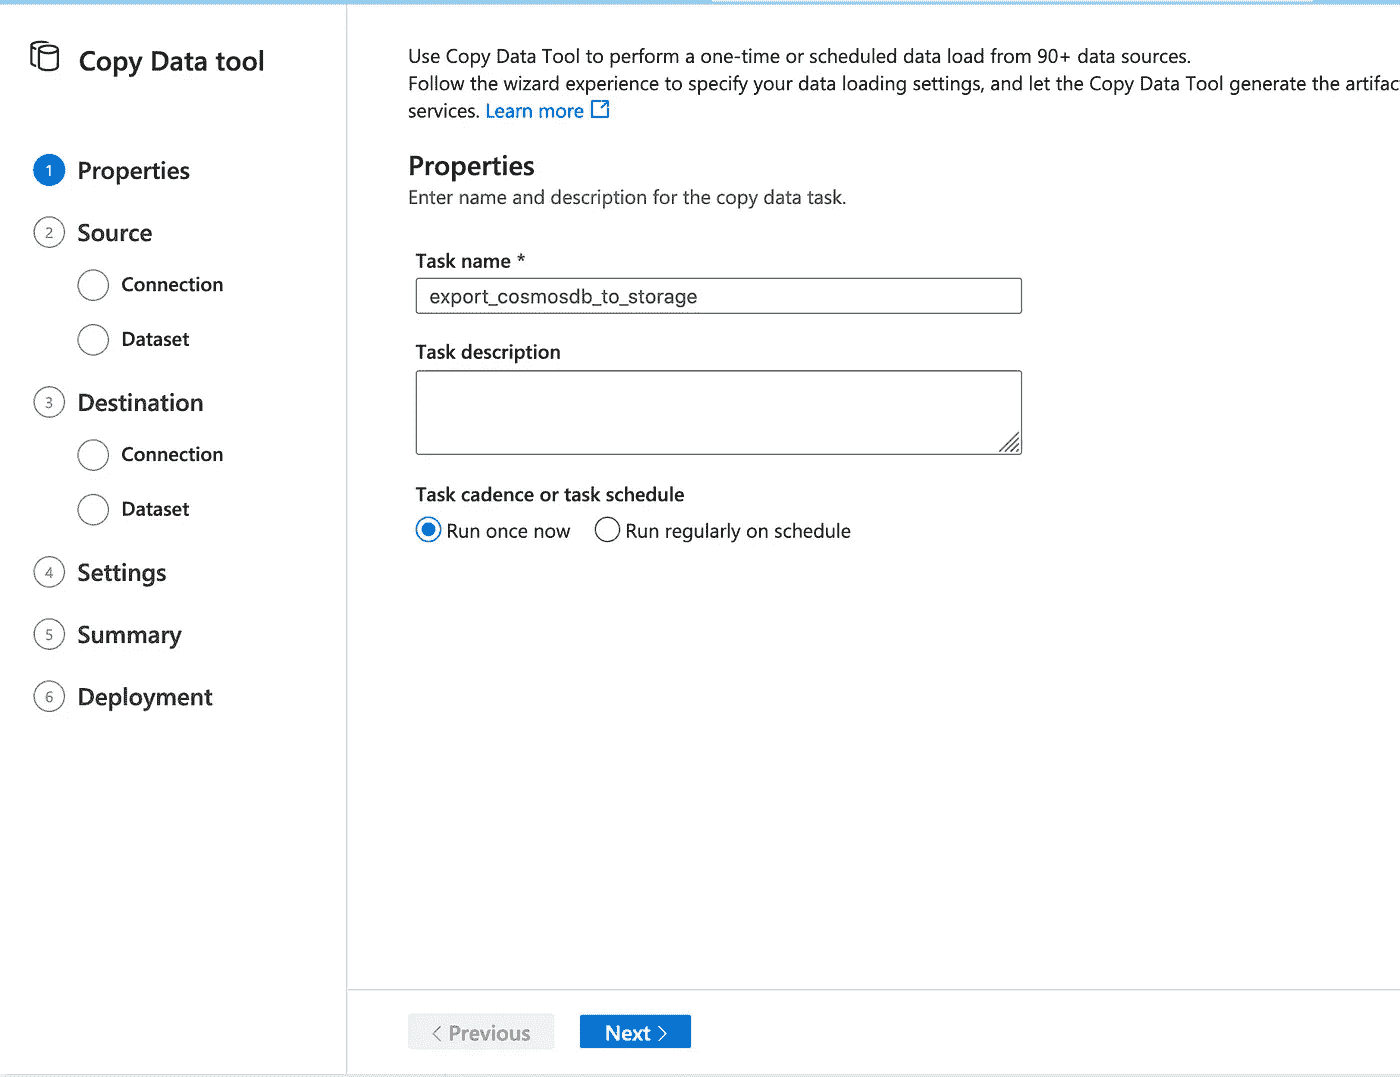 Copy Data tool
1 Properties
2 Source
Connection
Dataset
3 Destination
Connection
Dataset
4 Settings
5 Summary
6 Deployment
Use Copy Data Tool to perform a one-time or scheduled data load from 90+ data sources.
Follow the wizard experience to specify your data loading settings, and let the Copy Data Tool generate the artifac
services. Learn more
Properties
Enter name and description for the copy data task.
Task name *
export_cosmosdb_to_storage
Task description
Task cadence or task schedule
Run once now Run regularly on schedule
< Previous Next >